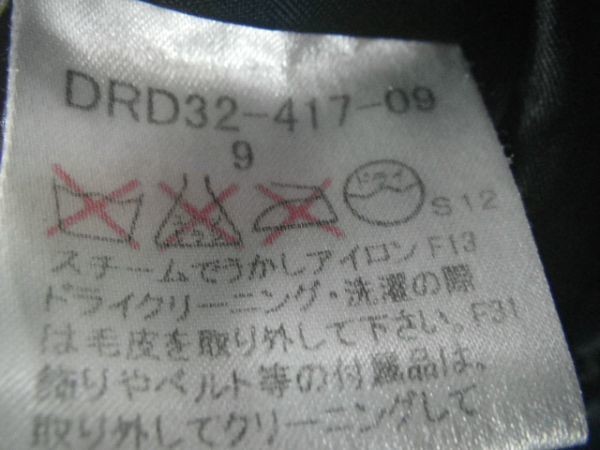 DRD32-417-09
9
ドライ
S12
スチームでうかしアイロン F13
ドライクリーニング・洗濯の際
は毛皮を取り外して下さい。F31
飾りやベルト等の付属品は、
取り外してクリーニングして